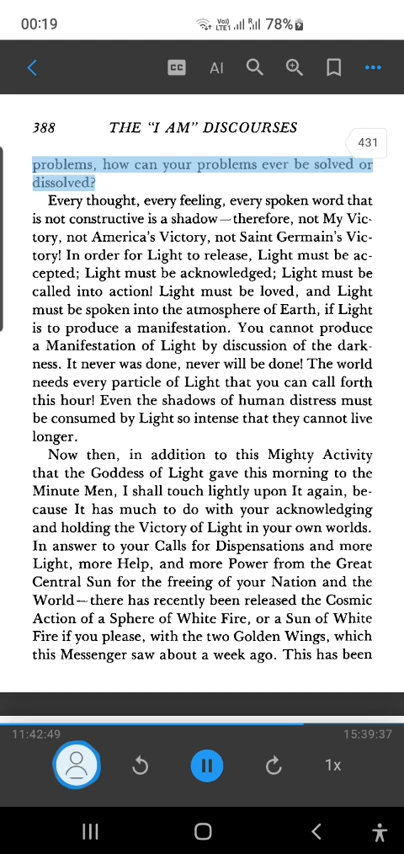 00:19
Vo)) LTE1 78%
CC AI
388 THE "I AM" DISCOURSES
431
problems, how can your problems ever be solved or
dissolved?
Every thought, every feeling, every spoken word that
is not constructive is a shadow—therefore, not My Vic-
tory, not America's Victory, not Saint Germain's Vic-
tory! In order for Light to release, Light must be ac-
cepted; Light must be acknowledged; Light must be
called into action! Light must be loved, and Light
must be spoken into the atmosphere of Earth, if Light
is to produce a manifestation. You cannot produce
a Manifestation of Light by discussion of the dark-
ness. It never was done, never will be done! The world
needs every particle of Light that you can call forth
this hour! Even the shadows of human distress must
be consumed by Light so intense that they cannot live
longer.
Now then, in addition to this Mighty Activity
that the Goddess of Light gave this morning to the
Minute Men, I shall touch lightly upon It again, be-
cause It has much to do with your acknowledging
and holding the Victory of Light in your own worlds.
In answer to your Calls for Dispensations and more
Light, more Help, and more Power from the Great
Central Sun for the freeing of your Nation and the
World—there has recently been released the Cosmic
Action of a Sphere of White Fire, or a Sun of White
Fire if you please, with the two Golden Wings, which
this Messenger saw about a week ago. This has been
11:42:49 15:39:37
1x